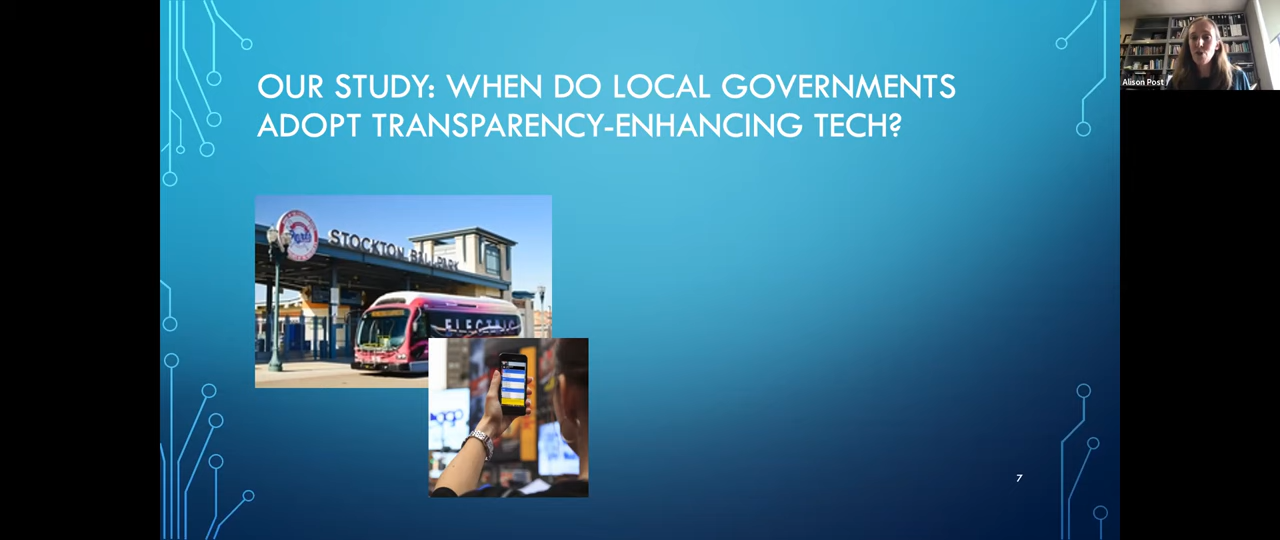 OUR STUDY: WHEN DO LOCAL GOVERNMENTS
ADOPT TRANSPARENCY-ENHANCING TECH?
STOCKTON BALLPARK
ELECTRIC
7
Alison Post